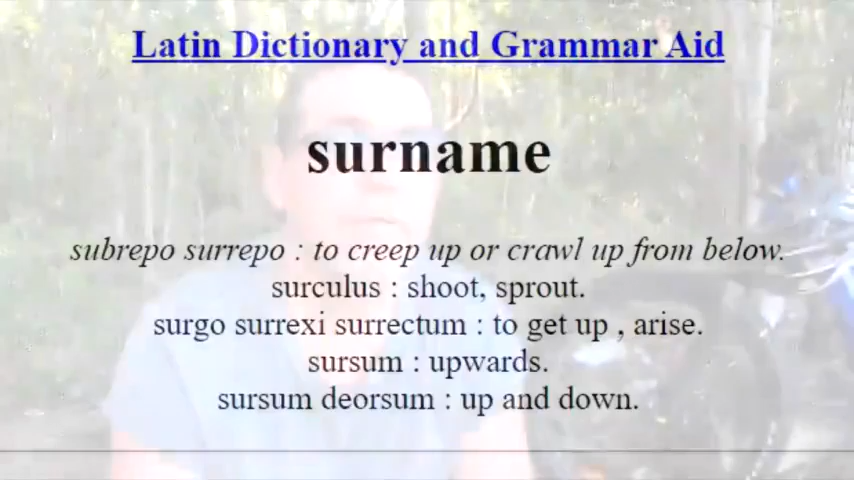 Latin Dictionary and Grammar Aid
surname
subrepo surrepo : to creep up or crawl up from below.
surculus : shoot, sprout.
surgo surrexi surrectum : to get up , arise.
sursum : upwards.
sursum deorsum : up and down.